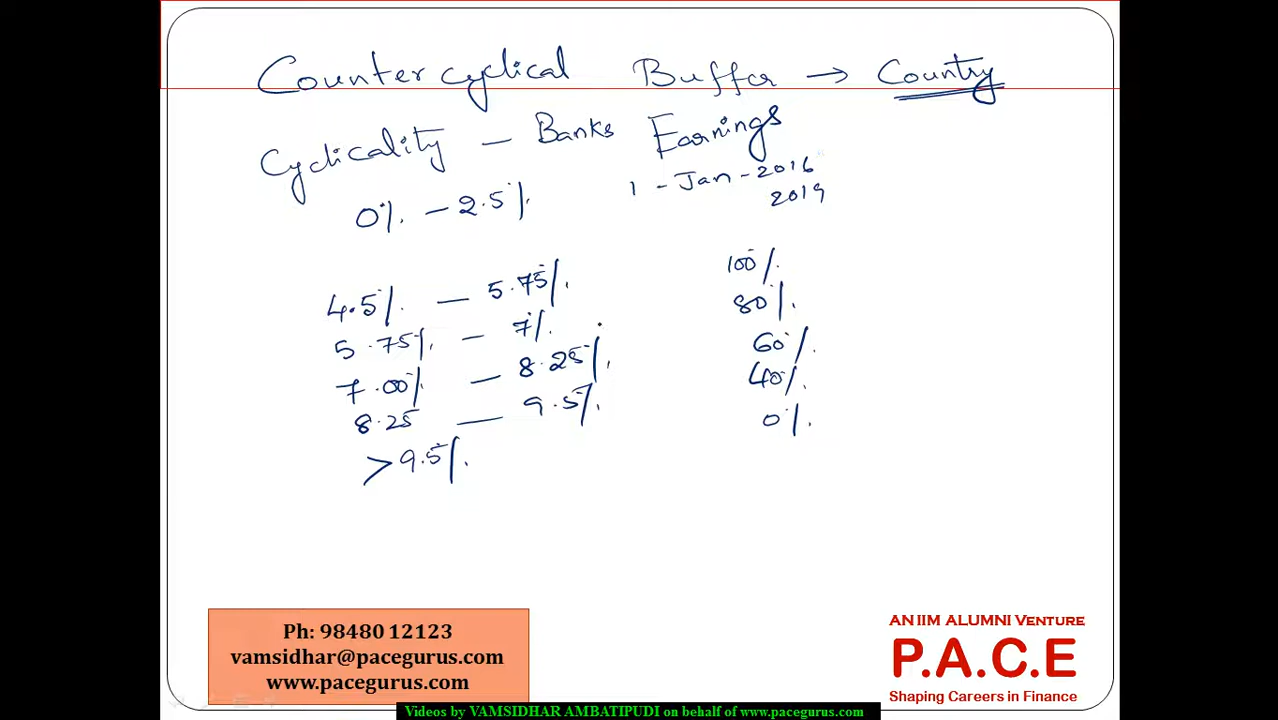 Countercyclical Buffer → Country
Cyclicality — Banks Earnings
0% — 2.5% 1 - Jan - 2016
2019
4.5% — 5.75% 100%
5.75% — 7% 80%
7.00% — 8.25% 60%
8.25 — 9.5% 40%
> 9.5% 0%
Ph: 98480 12123
vamsidhar@pacegurus.com
www.pacegurus.com
AN IIM ALUMNI VENTURE
P.A.C.E
Shaping Careers in Finance
Videos by VAMSIDHAR AMBATIPUDI on behalf of www.pacegurus.com